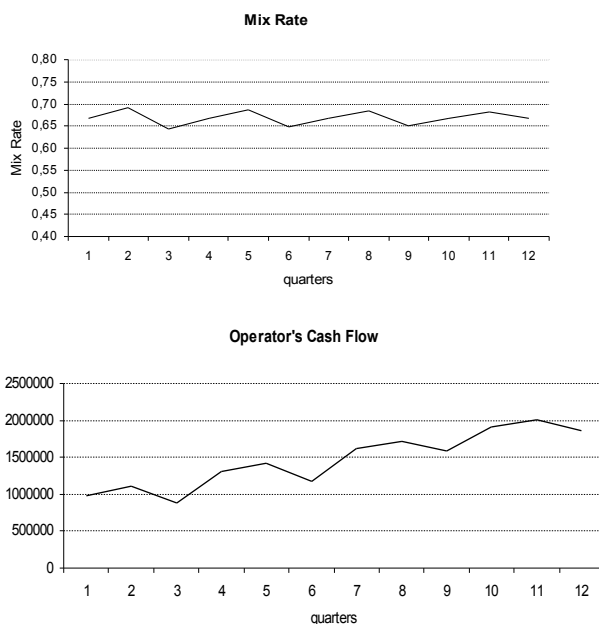 Mix Rate
0,80
0,75
0,70
0,65
0,60
0,55
0,50
0,45
0,40
Mix Rate
1 2 3 4 5 6 7 8 9 10 11 12
quarters
Operator's Cash Flow
2500000
2000000
1500000
1000000
500000
0
1 2 3 4 5 6 7 8 9 10 11 12
quarters